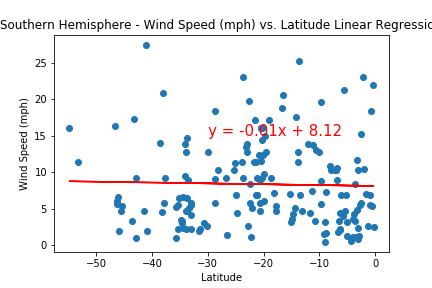 Southern Hemisphere - Wind Speed (mph) vs. Latitude Linear Regressio
25
20
15
10
5
0
Wind Speed (mph)
y = -0.01x + 8.12
−50 −40 −30 −20 −10 0
Latitude